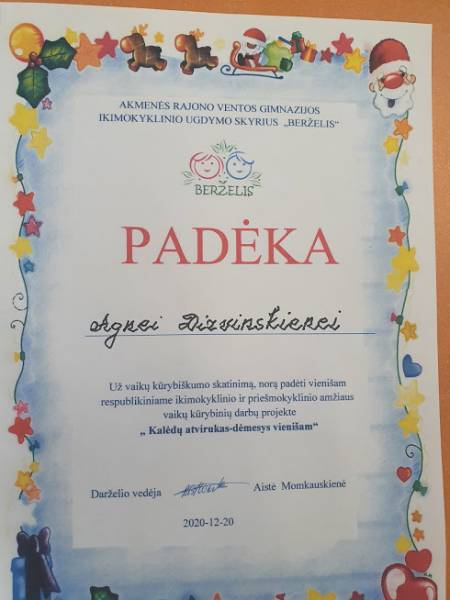 AKMENĖS RAJONO VENTOS GIMNAZIJOS
IKIMOKYKLINIO UGDYMO SKYRIUS „BERŽELIS“
BERŽELIS
PADĖKA
Agnei Dirvinskienei
Už vaikų kūrybiškumo skatinimą, norą padėti vienišam
respublikiniame ikimokyklinio ir priešmokyklinio amžiaus
vaikų kūrybinių darbų projekte
„ Kalėdų atvirukas-dėmesys vienišam“
Darželio vedėja Aistė Momkauskienė
2020-12-20